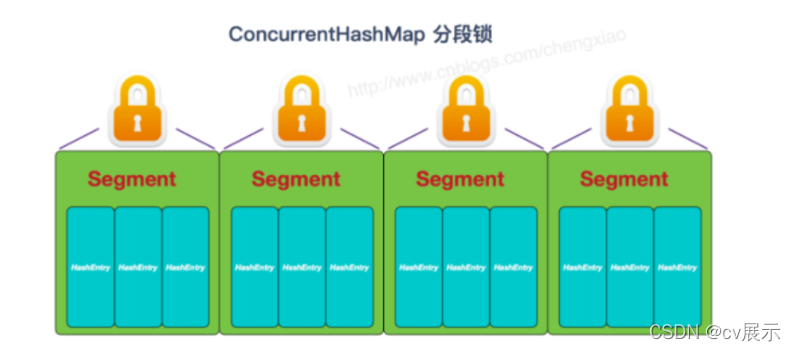 ConcurrentHashMap 分段锁
http://www.cnblogs.com/chengxiao
Segment Segment Segment Segment
HashEntry HashEntry HashEntry HashEntry HashEntry HashEntry HashEntry HashEntry HashEntry HashEntry HashEntry HashEntry
CSDN @cv展示